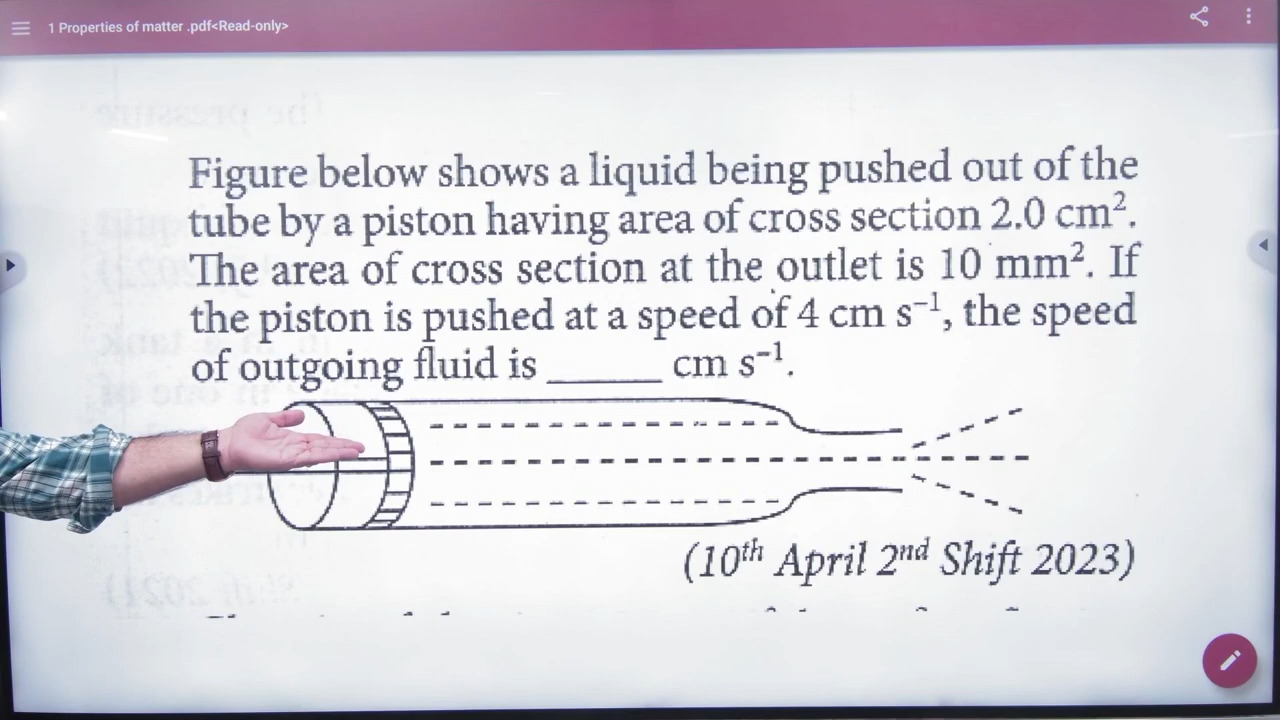 1 Properties of matter .pdf<Read-only>
Figure below shows a liquid being pushed out of the
tube by a piston having area of cross section 2.0 cm².
The area of cross section at the outlet is 10 mm². If
the piston is pushed at a speed of 4 cm s⁻¹, the speed
of outgoing fluid is ______ cm s⁻¹.
(10th April 2nd Shift 2023)